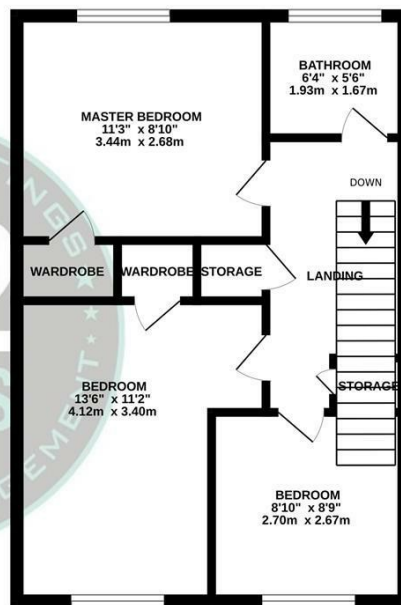 BATHROOM
6'4" x 5'6"
1.93m x 1.67m
MASTER BEDROOM
11'3" x 8'10"
3.44m x 2.68m
DOWN
WARDROBE
WARDROBE
STORAGE
LANDING
BEDROOM
13'6" x 11'2"
4.12m x 3.40m
STORAGE
BEDROOM
8'10" x 8'9"
2.70m x 2.67m